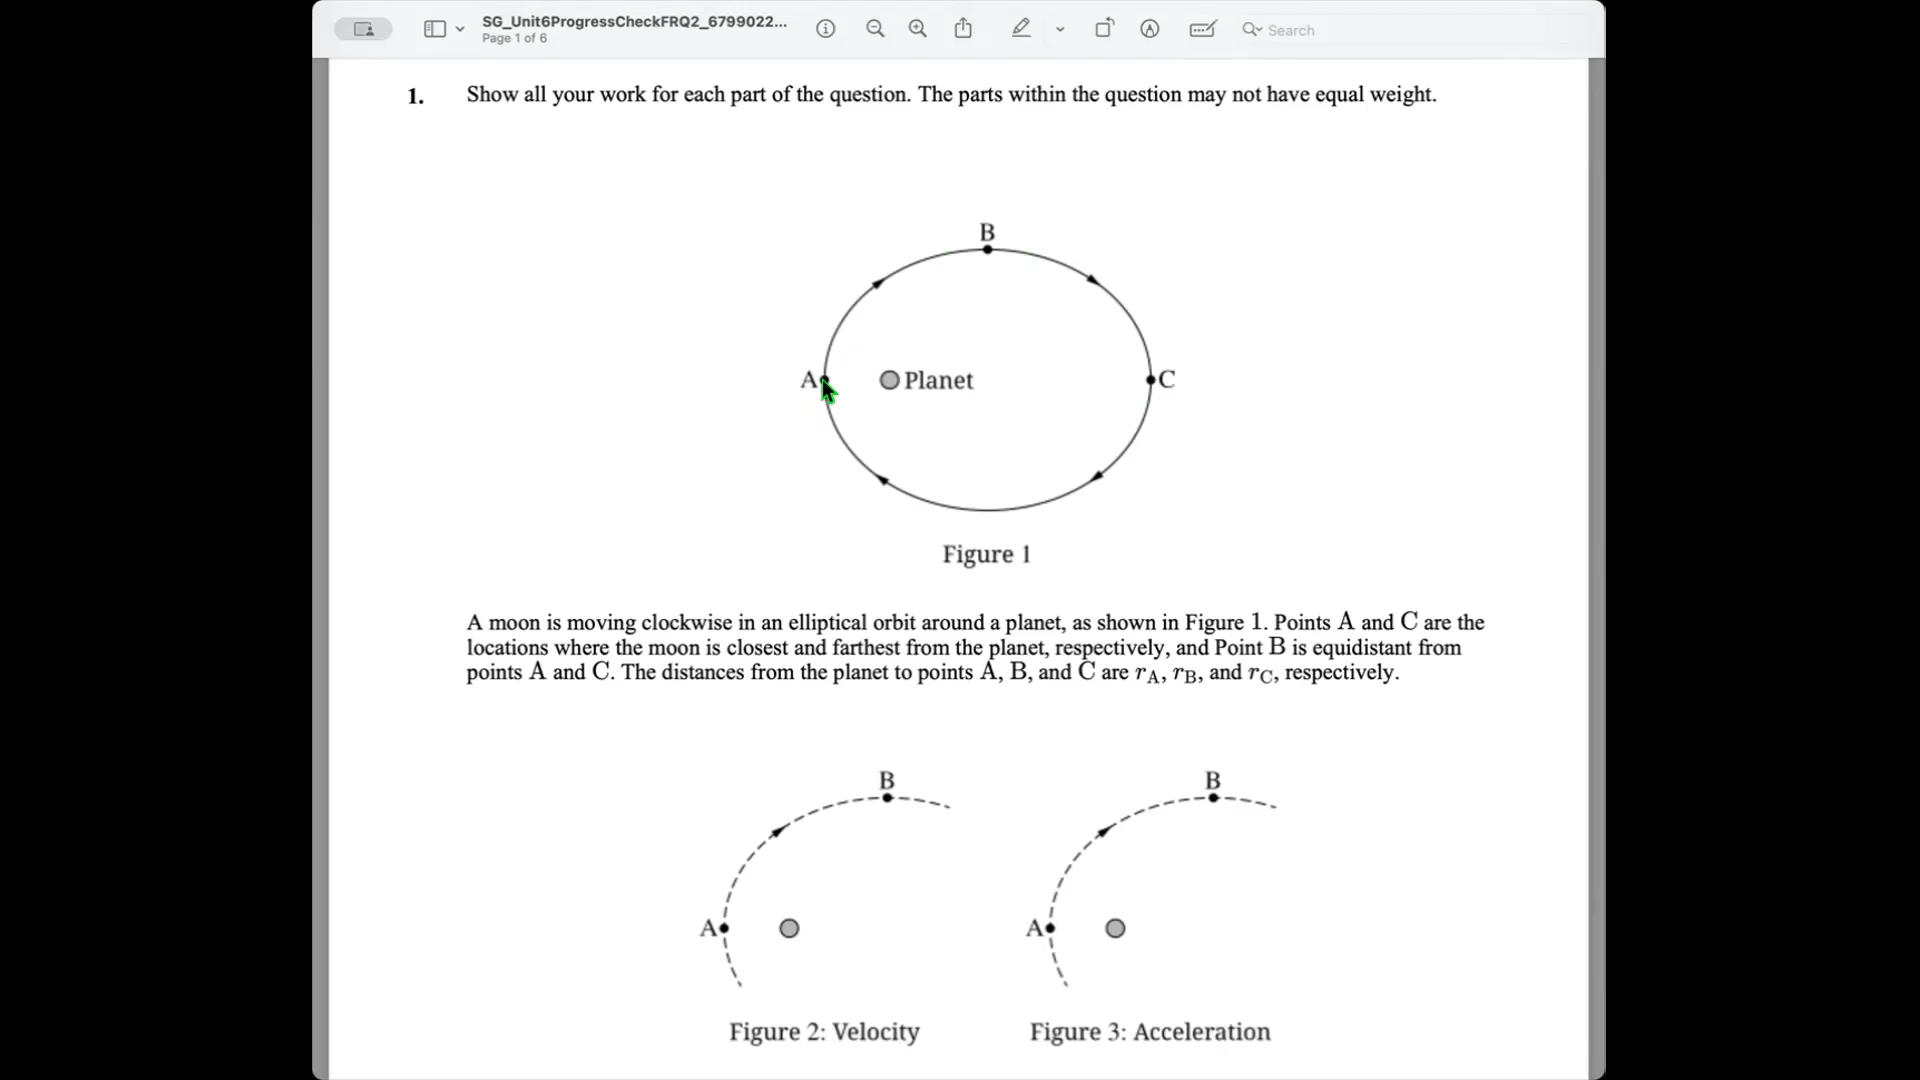 SG_Unit6ProgressCheckFRQ2_6799022...
Page 1 of 6
Search
1. Show all your work for each part of the question. The parts within the question may not have equal weight.
B
A
Planet
C
Figure 1
A moon is moving clockwise in an elliptical orbit around a planet, as shown in Figure 1. Points A and C are the
locations where the moon is closest and farthest from the planet, respectively, and Point B is equidistant from
points A and C. The distances from the planet to points A, B, and C are rA, rB, and rC, respectively.
B
B
A
A
Figure 2: Velocity
Figure 3: Acceleration